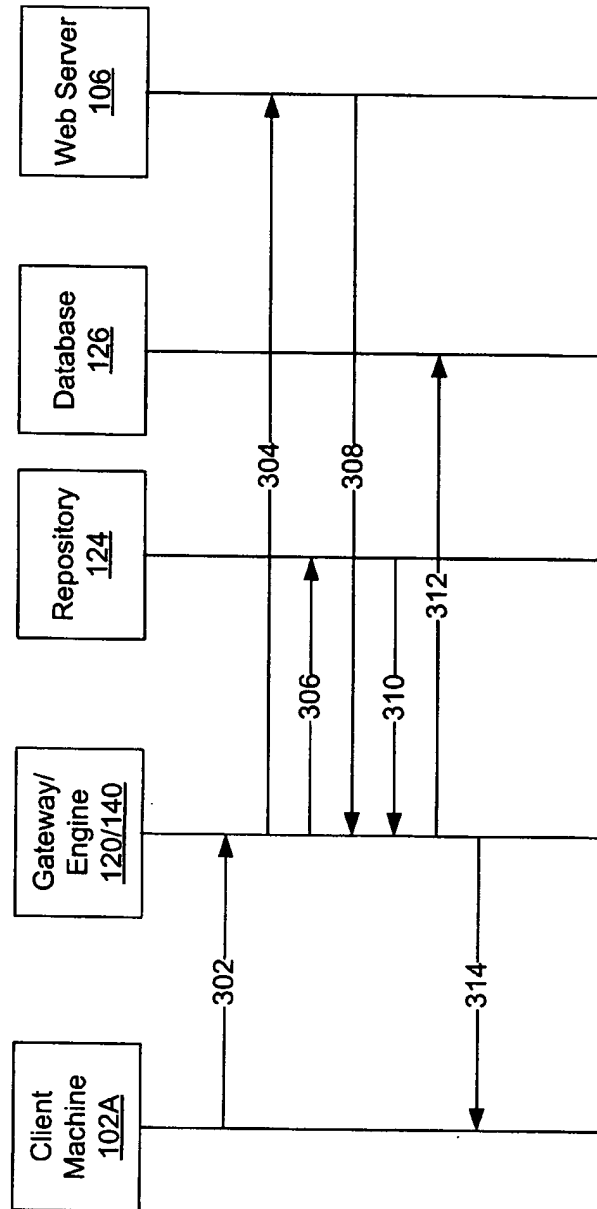 Client
Machine
102A
Gateway/
Engine
120/140
Repository
124
Database
126
Web Server
106
302
304
306
308
310
312
314